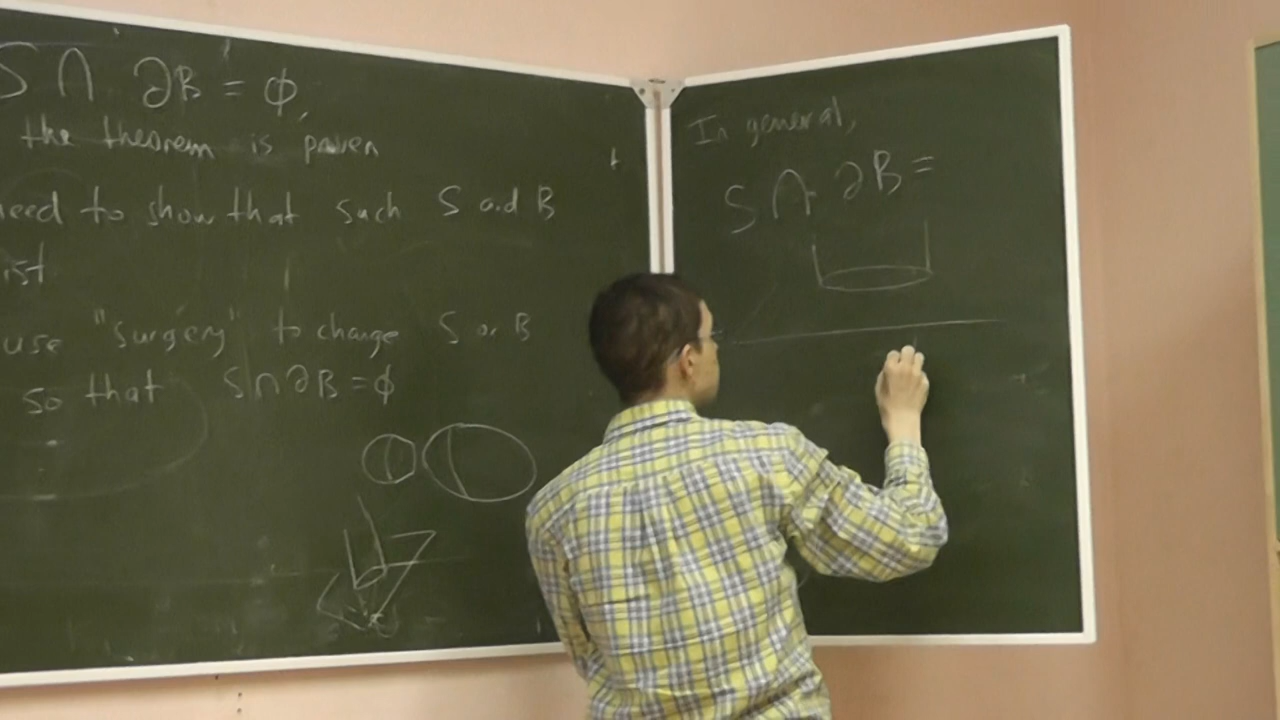 S ∩ ∂B = ϕ,
the theorem is proven
need to show that such S and B
ist
use "surgery" to change S or B
so that S∩∂B=ϕ
In general,
S ∩ ∂B =